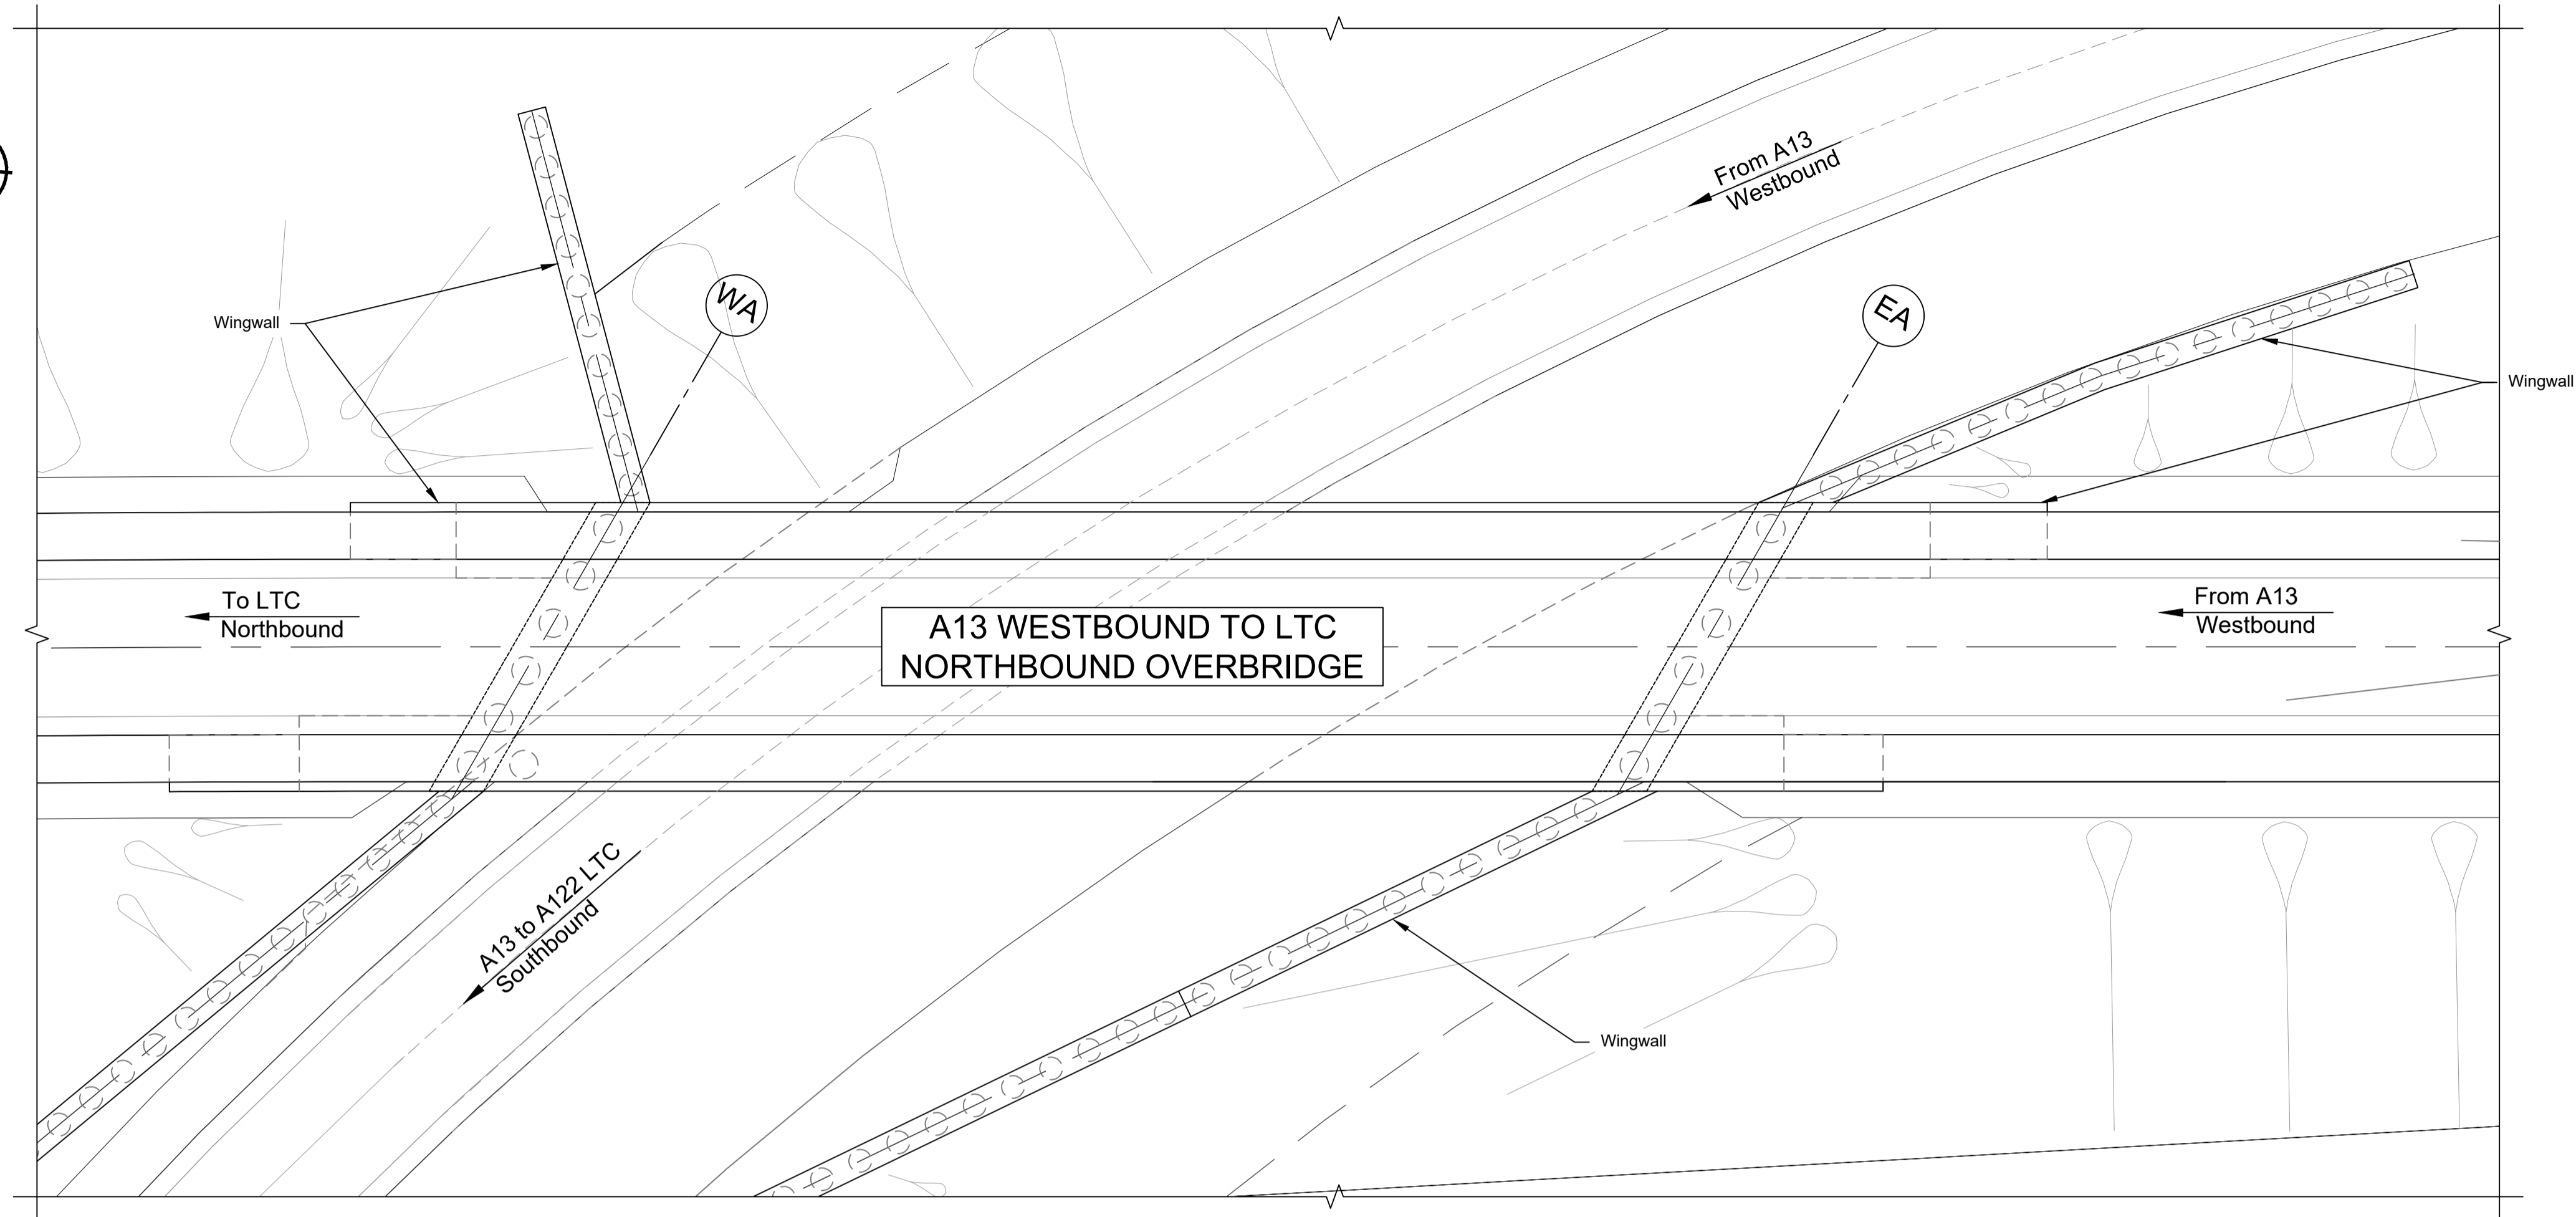 From A13
Westbound
WA
EA
Wingwall
Wingwall
To LTC
Northbound
A13 WESTBOUND TO LTC
NORTHBOUND OVERBRIDGE
From A13
Westbound
A13 to A122 LTC
Southbound
Wingwall